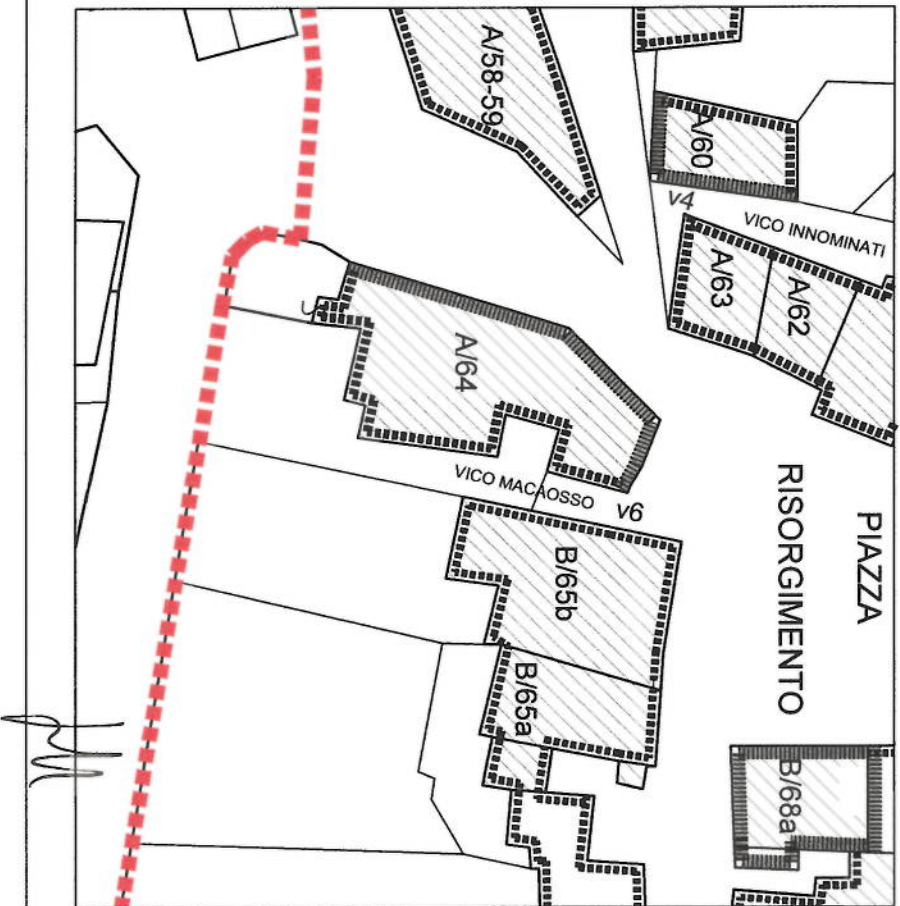 A/58-59
A/60
v4
VICO INNOMINATI
A/63
A/62
A/64
VICO MACAOSSO
v6
PIAZZA
RISORGIMENTO
B/65b
B/65a
B/68a